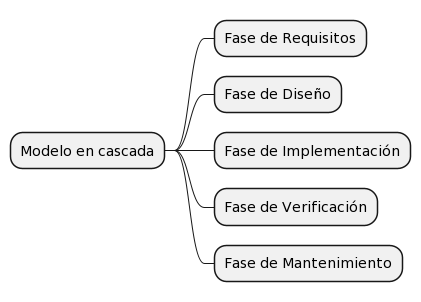 Fase de Requisitos
Fase de Diseño
Modelo en cascada
Fase de Implementación
Fase de Verificación
Fase de Mantenimiento